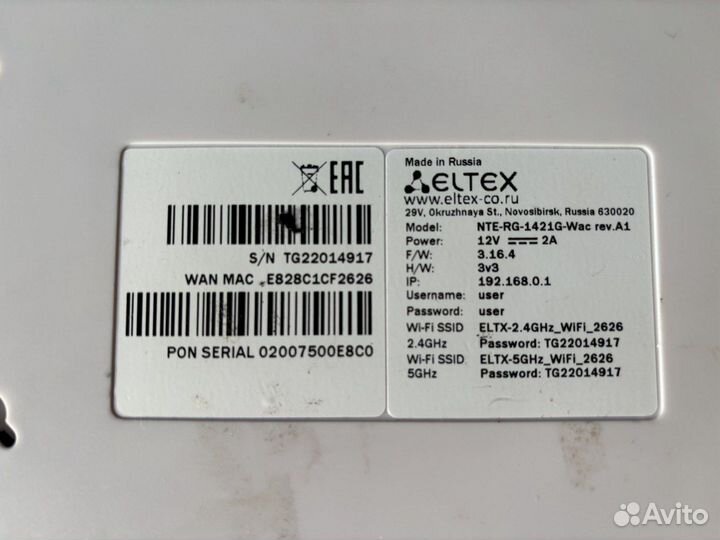 EAC
S/N TG22014917
WAN MAC E828C1CF2626
PON SERIAL 02007500E8C0
Made in Russia
ELTEX
www.eltex-co.ru
29V, Okruzhnaya St., Novosibirsk, Russia 630020
Model: NTE-RG-1421G-Wac rev.A1
Power: 12V 2A
F/W: 3.16.4
H/W: 3v3
IP: 192.168.0.1
Username: user
Password: user
Wi-Fi SSID ELTX-2.4GHz_WiFi_2626
2.4GHz Password: TG22014917
Wi-Fi SSID ELTX-5GHz_WiFi_2626
5GHz Password: TG22014917
Avito